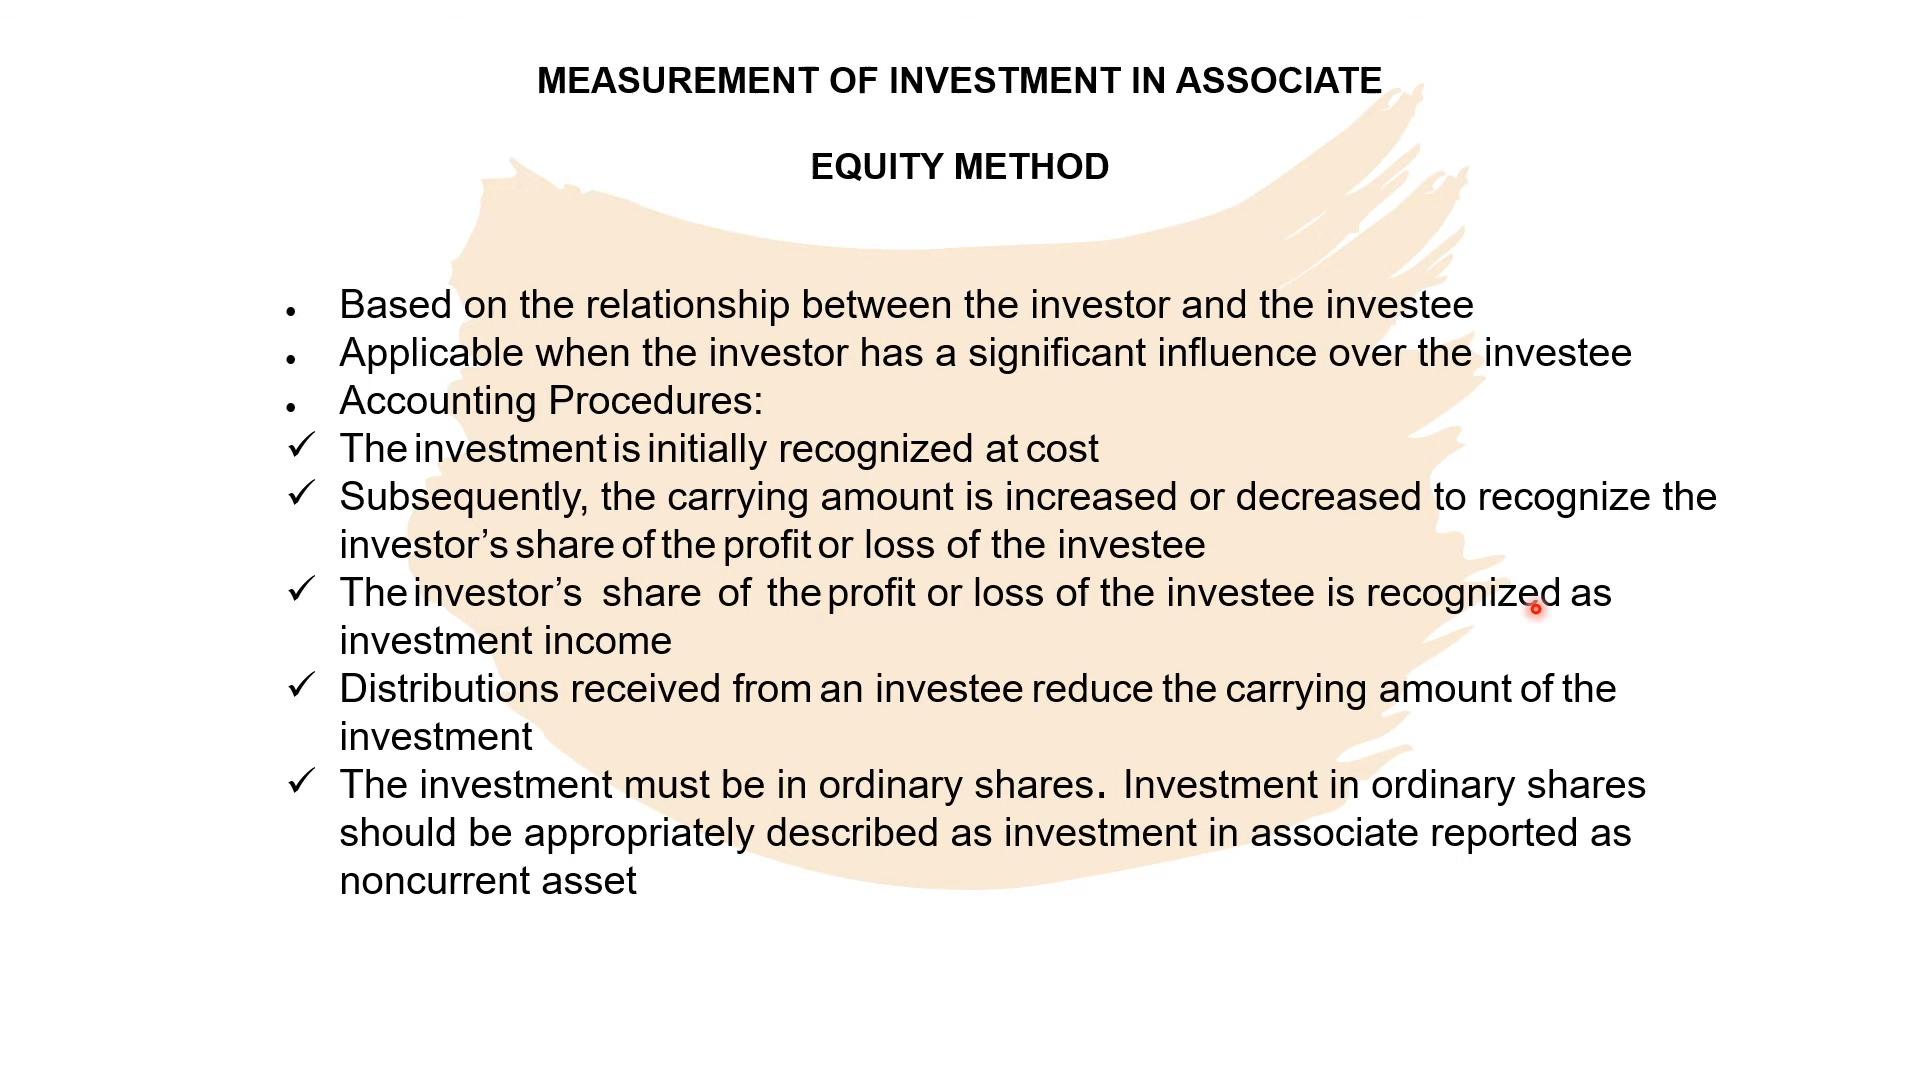 MEASUREMENT OF INVESTMENT IN ASSOCIATE
EQUITY METHOD
• Based on the relationship between the investor and the investee
• Applicable when the investor has a significant influence over the investee
• Accounting Procedures:
✓ The investment is initially recognized at cost
✓ Subsequently, the carrying amount is increased or decreased to recognize the
investor’s share of the profit or loss of the investee
✓ The investor’s share of the profit or loss of the investee is recognized as
investment income
✓ Distributions received from an investee reduce the carrying amount of the
investment
✓ The investment must be in ordinary shares. Investment in ordinary shares
should be appropriately described as investment in associate reported as
noncurrent asset